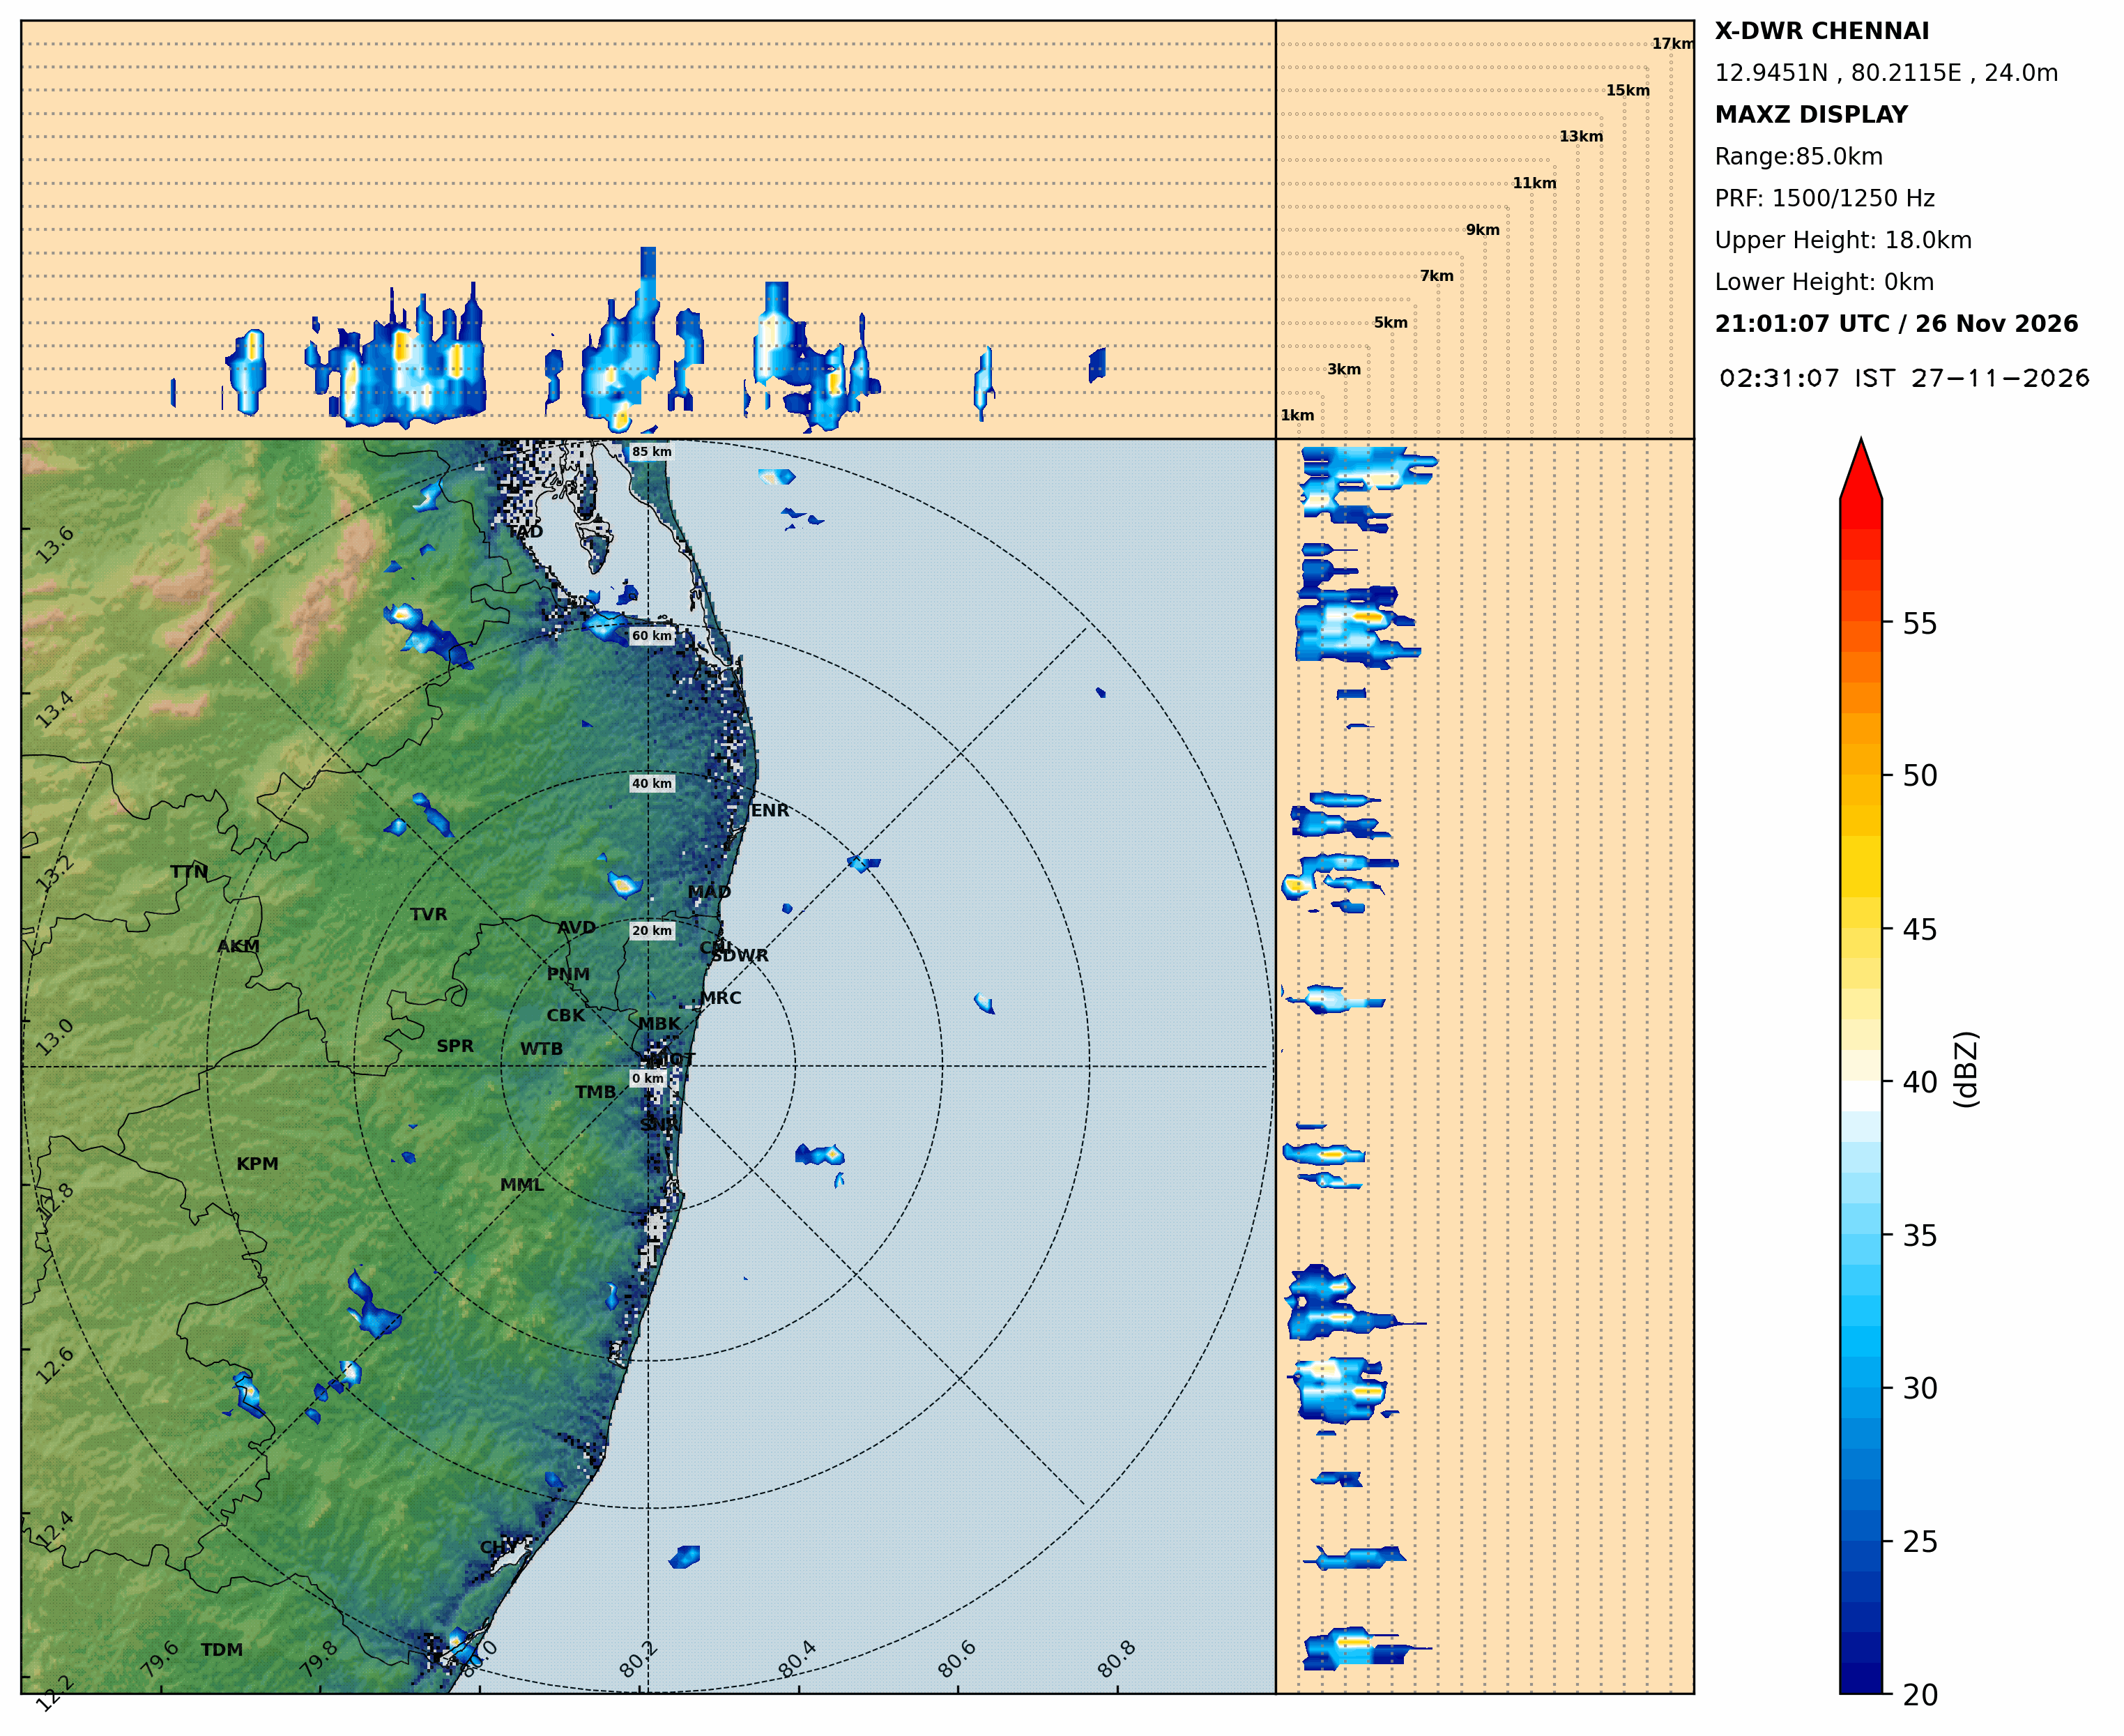 X-DWR CHENNAI
12.9451N , 80.2115E , 24.0m
MAXZ DISPLAY
Range:85.0km
PRF: 1500/1250 Hz
Upper Height: 18.0km
Lower Height: 0km
21:01:07 UTC / 26 Nov 2026
02:31:07 IST 27-11-2026
17km
15km
13km
11km
9km
7km
5km
3km
1km
85 km
60 km
40 km
20 km
0 km
TAD
ENR
TTN
MAD
TVR
AVD
AKM
SDWR
PNM
MRC
CBK
MBK
SPR
WTB
TMB
KPM
MML
CHY
TDM
13.6
13.4
13.2
13.0
12.8
12.6
12.4
12.2
79.6
79.8
80.0
80.2
80.4
80.6
80.8
55
50
45
40
35
30
25
20
(dBZ)